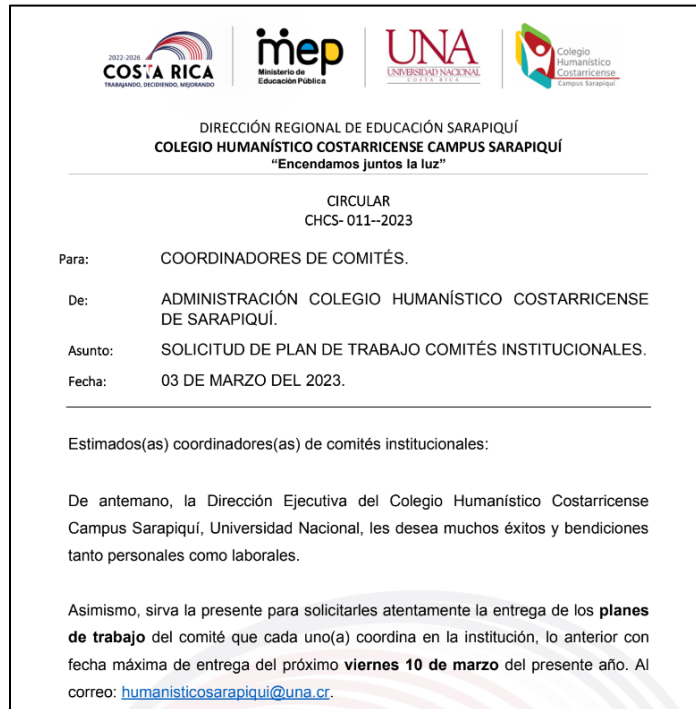 2022-2026
COSTA RICA
TRABAJANDO, DECIDIENDO, MEJORANDO
mep
Ministerio de
Educación Pública
UNA
UNIVERSIDAD NACIONAL
COSTA RICA
Colegio
Humanístico
Costarricense
Campus Sarapiquí
DIRECCIÓN REGIONAL DE EDUCACIÓN SARAPIQUÍ
COLEGIO HUMANÍSTICO COSTARRICENSE CAMPUS SARAPIQUÍ
“Encendamos juntos la luz”
CIRCULAR
CHCS- 011--2023
Para: COORDINADORES DE COMITÉS.
De: ADMINISTRACIÓN COLEGIO HUMANÍSTICO COSTARRICENSE
DE SARAPIQUÍ.
Asunto: SOLICITUD DE PLAN DE TRABAJO COMITÉS INSTITUCIONALES.
Fecha: 03 DE MARZO DEL 2023.
Estimados(as) coordinadores(as) de comités institucionales:
De antemano, la Dirección Ejecutiva del Colegio Humanístico Costarricense
Campus Sarapiquí, Universidad Nacional, les desea muchos éxitos y bendiciones
tanto personales como laborales.
Asimismo, sirva la presente para solicitarles atentamente la entrega de los planes
de trabajo del comité que cada uno(a) coordina en la institución, lo anterior con
fecha máxima de entrega del próximo viernes 10 de marzo del presente año. Al
correo: humanisticosarapiqui@una.cr.